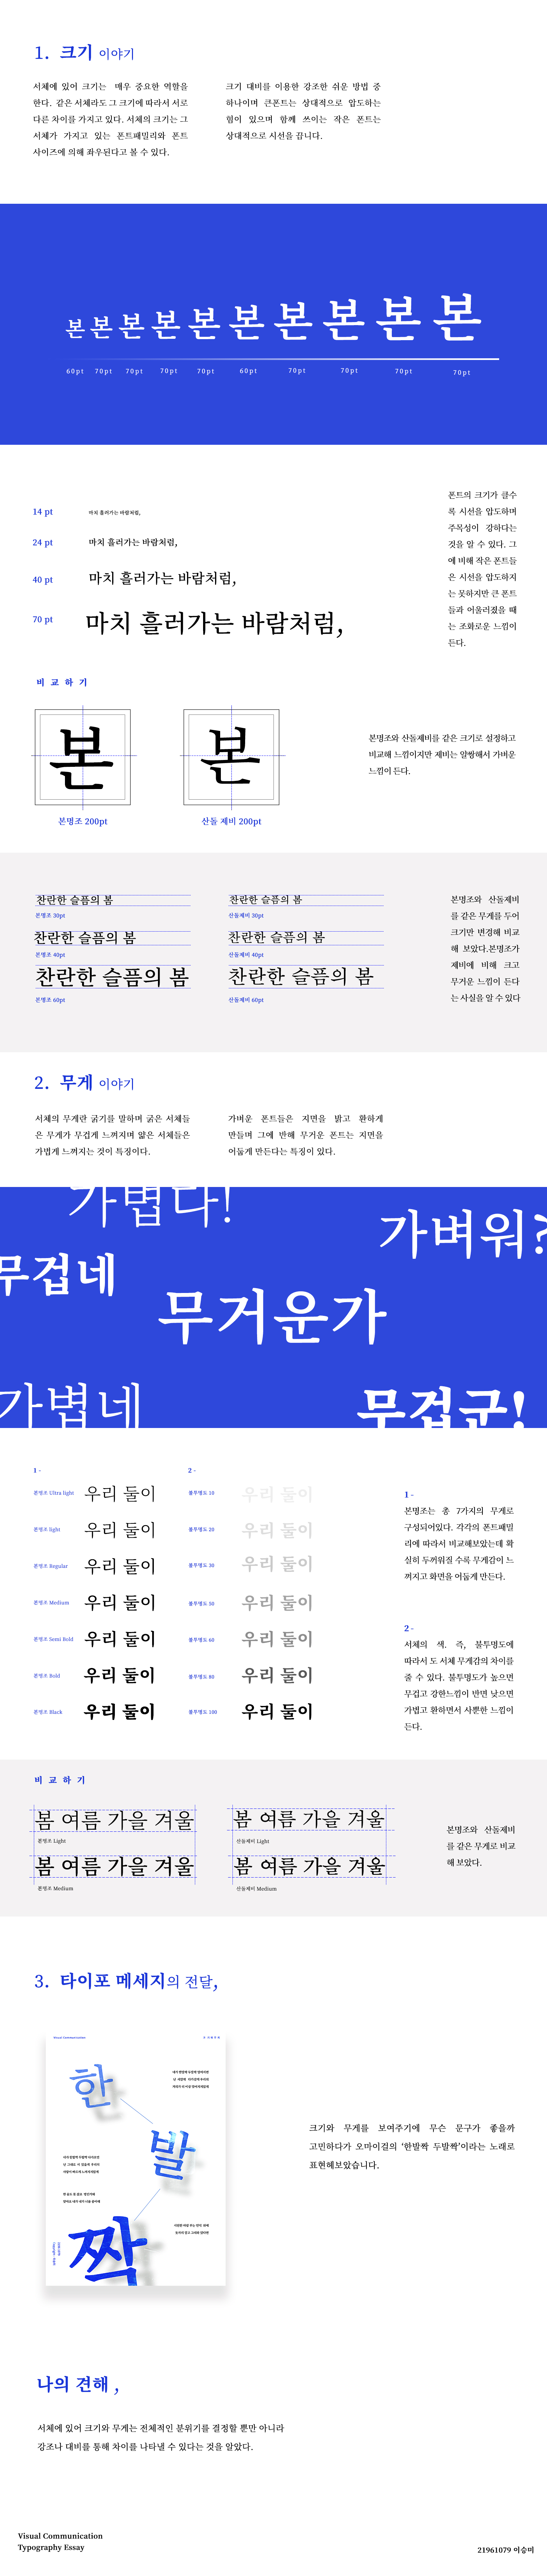 1. 크기 이야기
서체에 있어 크기는 매우 중요한 역할을
한다. 같은 서체라도 그 크기에 따라서 서로
다른 차이를 가지고 있다. 서체의 크기는 그
서체가 가지고 있는 폰트패밀리와 폰트
사이즈에 의해 좌우된다고 볼 수 있다.
크기 대비를 이용한 강조한 쉬운 방법 중
하나이며 큰폰트는 상대적으로 압도하는
힘이 있으며 함께 쓰이는 작은 폰트는
상대적으로 시선을 끕니다.
본 본 본 본 본 본 본 본 본 본
60pt 70pt 70pt 70pt 70pt 60pt 70pt 70pt 70pt 70pt
14 pt 마치 흘러가는 바람처럼,
24 pt 마치 흘러가는 바람처럼,
40 pt 마치 흘러가는 바람처럼,
70 pt 마치 흘러가는 바람처럼,
폰트의 크기가 클수
록 시선을 압도하며
주목성이 강하다는
것을 알 수 있다. 그
에 비해 작은 폰트들
은 시선을 압도하지
는 못하지만 큰 폰트
들과 어울러졌을 때
는 조화로운 느낌이
든다.
비 교 하 기
본 본
본명조 200pt 산돌 제비 200pt
본명조와 산돌제비를 같은 크기로 설정하고
비교해 느낌이지만 제비는 얄쌍해서 가벼운
느낌이 든다.
찬란한 슬픔의 봄
본명조 30pt
찬란한 슬픔의 봄
본명조 40pt
찬란한 슬픔의 봄
본명조 60pt
찬란한 슬픔의 봄
산돌제비 30pt
찬란한 슬픔의 봄
산돌제비 40pt
찬란한 슬픔의 봄
산돌제비 60pt
본명조와 산돌제비
를 같은 무게를 두어
크기만 변경해 비교
해 보았다.본명조가
제비에 비해 크고
무거운 느낌이 든다
는 사실을 알 수 있다
2. 무게 이야기
서체의 무게란 굵기를 말하며 굵은 서체들
은 무게가 무겁게 느껴지며 얇은 서체들은
가볍게 느껴지는 것이 특징이다.
가벼운 폰트들은 지면을 밝고 환하게
만들며 그에 반해 무거운 폰트는 지면을
어둡게 만든다는 특징이 있다.
가볍다!
가벼워?
무겁네
무거운가
가볍네
무겁군!
1 -
본명조 Ultra light 우리 둘이
본명조 light 우리 둘이
본명조 Regular 우리 둘이
본명조 Medium 우리 둘이
본명조 Semi Bold 우리 둘이
본명조 Bold 우리 둘이
본명조 Black 우리 둘이
2 -
불투명도 10 우리 둘이
불투명도 20 우리 둘이
불투명도 30 우리 둘이
불투명도 50 우리 둘이
불투명도 60 우리 둘이
불투명도 80 우리 둘이
불투명도 100 우리 둘이
1 -
본명조는 총 7가지의 무게로
구성되어있다. 각각의 폰트패밀
리에 따라서 비교해보았는데 확
실히 두꺼워질 수록 무게감이 느
껴지고 화면을 어둡게 만든다.
2 -
서체의 색. 즉, 불투명도에
따라서 도 서체 무게감의 차이를
줄 수 있다. 불투명도가 높으면
무겁고 강한느낌이 반면 낮으면
가볍고 환하면서 사뿐한 느낌이
든다.
비 교 하 기
봄 여름 가을 겨울
본명조 Light
봄 여름 가을 겨울
본명조 Medium
봄 여름 가을 겨울
산돌제비 Light
봄 여름 가을 겨울
산돌제비 Medium
본명조와 산돌제비
를 같은 무게로 비교
해 보았다.
3. 타이포 메세지의 전달,
Visual Communication
한
발
짝
크기와 무게를 보여주기에 무슨 문구가 좋을까
고민하다가 오마이걸의 ‘한발짝 두발짝’이라는 노래로
표현헤보았습니다.
나의 견해 ,
서체에 있어 크기와 무게는 전체적인 분위기를 결정할 뿐만 아니라
강조나 대비를 통해 차이를 나타낼 수 있다는 것을 알았다.
Visual Communication
Typography Essay
21961079 이승미